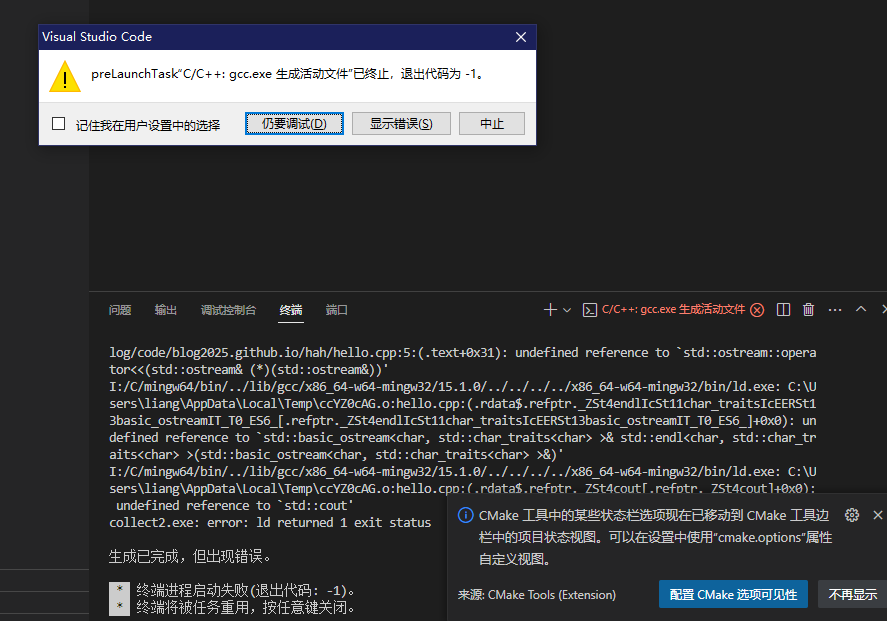 Visual Studio Code
preLaunchTask“C/C++: gcc.exe 生成活动文件”已终止，退出代码为 -1。
记住我在用户设置中的选择
仍要调试(D)
显示错误(S)
中止
问题 输出 调试控制台 终端 端口
C/C++: gcc.exe 生成活动文件
log/code/blog2025.github.io/hah/hello.cpp:5:(.text+0x31): undefined reference to `std::ostream::opera
tor<<(std::ostream& (*)(std::ostream&))'
I:/C/mingw64/bin/../lib/gcc/x86_64-w64-mingw32/15.1.0/../../../../x86_64-w64-mingw32/bin/ld.exe: C:\U
sers\liang\AppData\Local\Temp\ccYZ0cAG.o:hello.cpp:(.rdata$.refptr._ZSt4endlIcSt11char_traitsIcEERSt1
3basic_ostreamIT_T0_ES6_[.refptr._ZSt4endlIcSt11char_traitsIcEERSt13basic_ostreamIT_T0_ES6_]+0x0): un
defined reference to `std::basic_ostream<char, std::char_traits<char> >& std::endl<char, std::char_tr
aits<char> >(std::basic_ostream<char, std::char_traits<char> >&)'
I:/C/mingw64/bin/../lib/gcc/x86_64-w64-mingw32/15.1.0/../../../../x86_64-w64-mingw32/bin/ld.exe: C:\U
sers\liang\AppData\Local\Temp\ccYZ0cAG.o:hello.cpp:(.rdata$.refptr._ZSt4cout[.refptr._ZSt4cout]+0x0):
undefined reference to `std::cout'
collect2.exe: error: ld returned 1 exit status
生成已完成，但出现错误。
* 终端进程启动失败(退出代码: -1)。
* 终端将被任务重用，按任意键关闭。
CMake 工具中的某些状态栏选项现在已移动到 CMake 工具边
栏中的项目状态视图。可以在设置中使用“cmake.options”属性
自定义视图。
来源: CMake Tools (Extension)
配置 CMake 选项可见性
不再显示